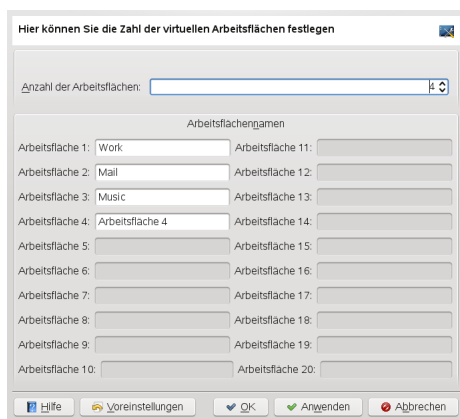 Hier können Sie die Zahl der virtuellen Arbeitsflächen festlegen
Anzahl der Arbeitsflächen: 4
Arbeitsflächennamen
Arbeitsfläche 1: Work Arbeitsfläche 11:
Arbeitsfläche 2: Mail Arbeitsfläche 12:
Arbeitsfläche 3: Music Arbeitsfläche 13:
Arbeitsfläche 4: Arbeitsfläche 4 Arbeitsfläche 14:
Arbeitsfläche 5: Arbeitsfläche 15:
Arbeitsfläche 6: Arbeitsfläche 16:
Arbeitsfläche 7: Arbeitsfläche 17:
Arbeitsfläche 8: Arbeitsfläche 18:
Arbeitsfläche 9: Arbeitsfläche 19:
Arbeitsfläche 10: Arbeitsfläche 20:
Hilfe Voreinstellungen OK Anwenden Abbrechen